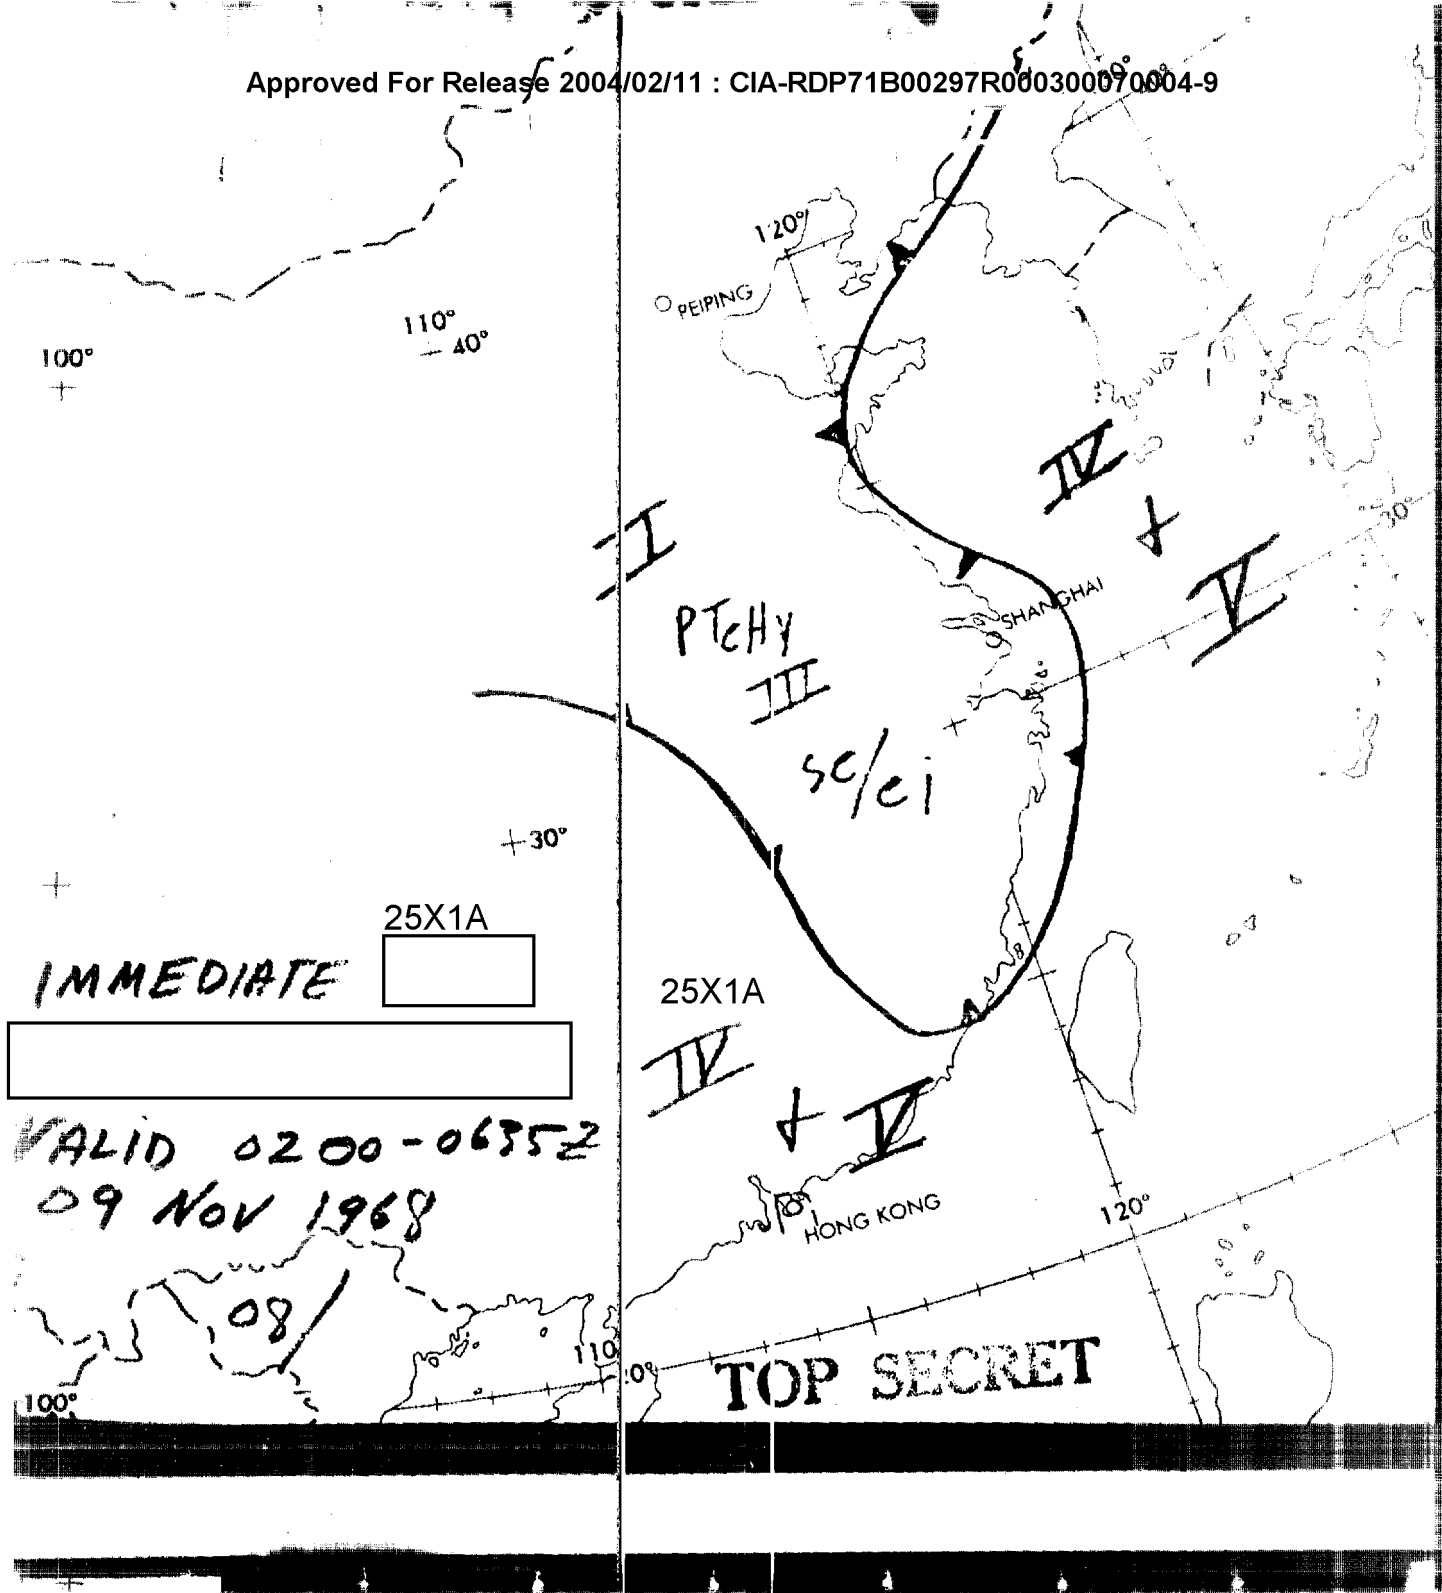 Approved For Release 2004/02/11 : CIA-RDP71B00297R000300070004-9
120°
PEIPING
110°
40°
100°
IV
+
V
30°
I
SHANGHAI
PTCHY
III
SC/Ci
30°
25X1A
IMMEDIATE
25X1A
IV
+
V
VALID 0200-0635Z
09 NOV 1968
HONG KONG
120°
08
110
TOP SECRET
100°